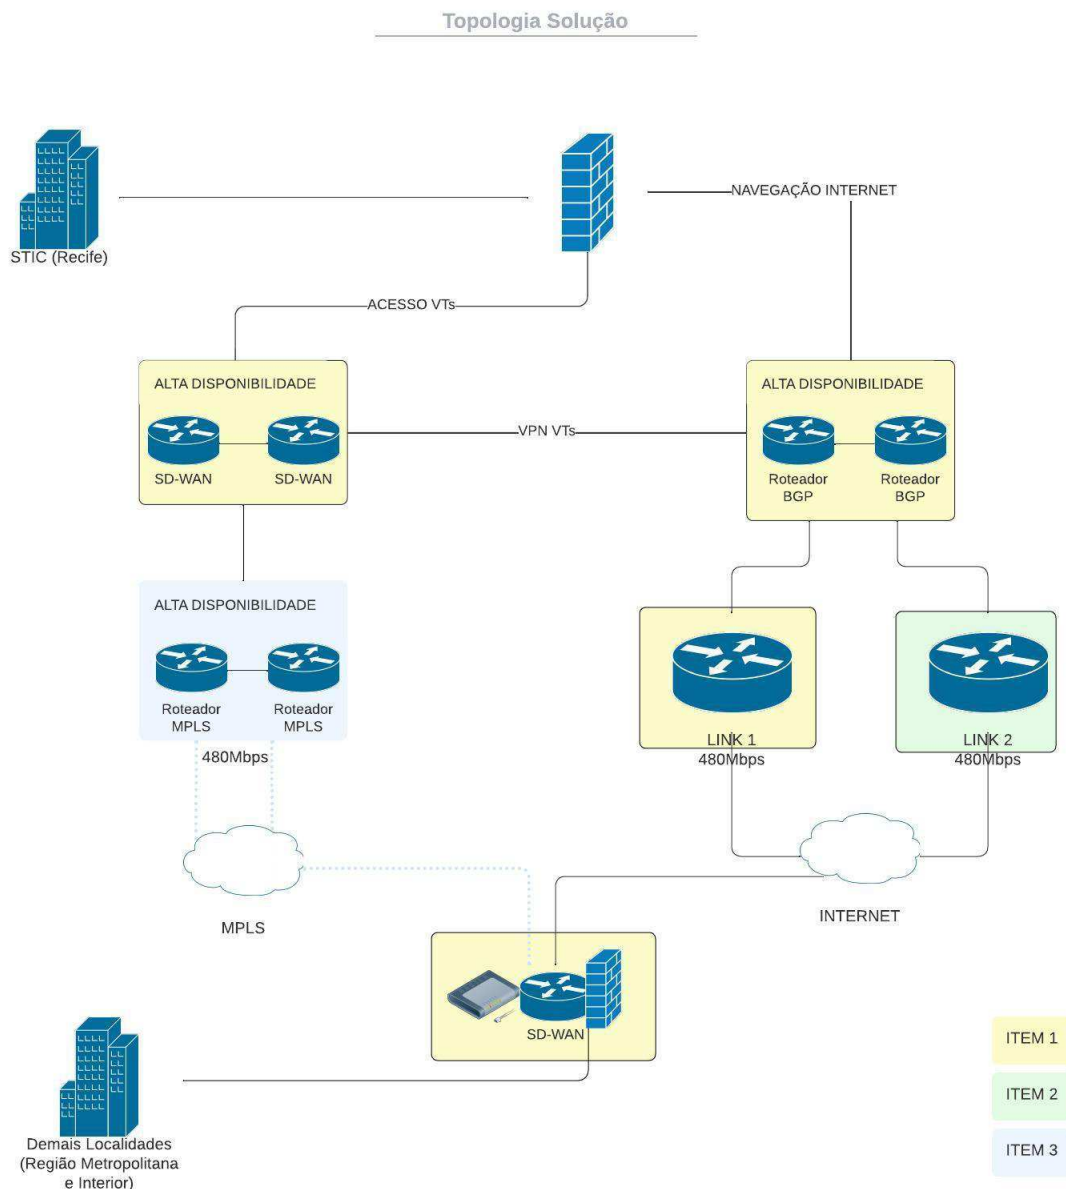 Topologia Solução
NAVEGAÇÃO INTERNET
STIC (Recife)
ACESSO VTs
ALTA DISPONIBILIDADE
SD-WAN
SD-WAN
VPN VTs
ALTA DISPONIBILIDADE
Roteador
BGP
Roteador
BGP
ALTA DISPONIBILIDADE
Roteador
MPLS
Roteador
MPLS
480Mbps
LINK 1
480Mbps
LINK 2
480Mbps
MPLS
INTERNET
SD-WAN
Demais Localidades
(Região Metropolitana
e Interior)
ITEM 1
ITEM 2
ITEM 3